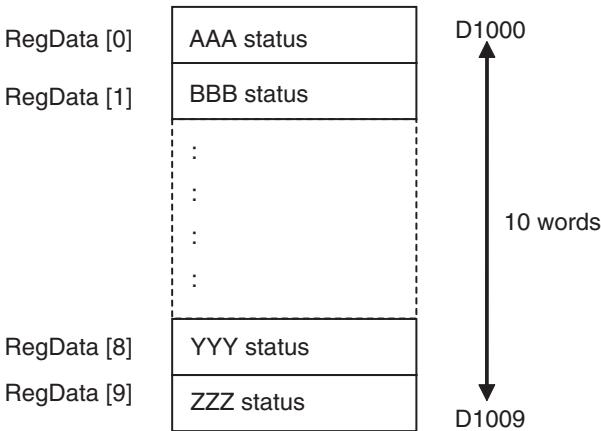 RegData [0] AAA status D1000
RegData [1] BBB status
:
:
:
10 words
:
RegData [8] YYY status
RegData [9] ZZZ status
D1009